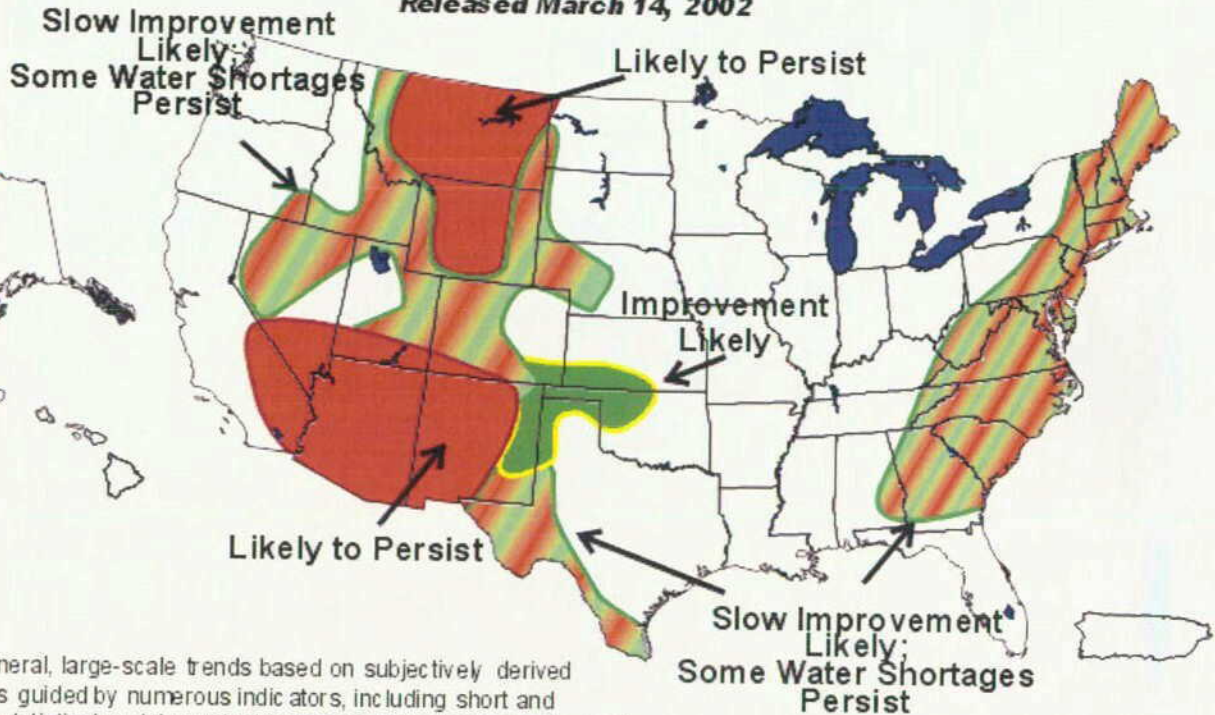 Released March 14, 2002
Slow Improvement
Likely
Some Water Shortages
Persist
Likely to Persist
Improvement
Likely
Likely to Persist
Slow Improvement
Likely;
Some Water Shortages
Persist
neral, large-scale trends based on subjectively derived
s guided by numerous indicators, including short and